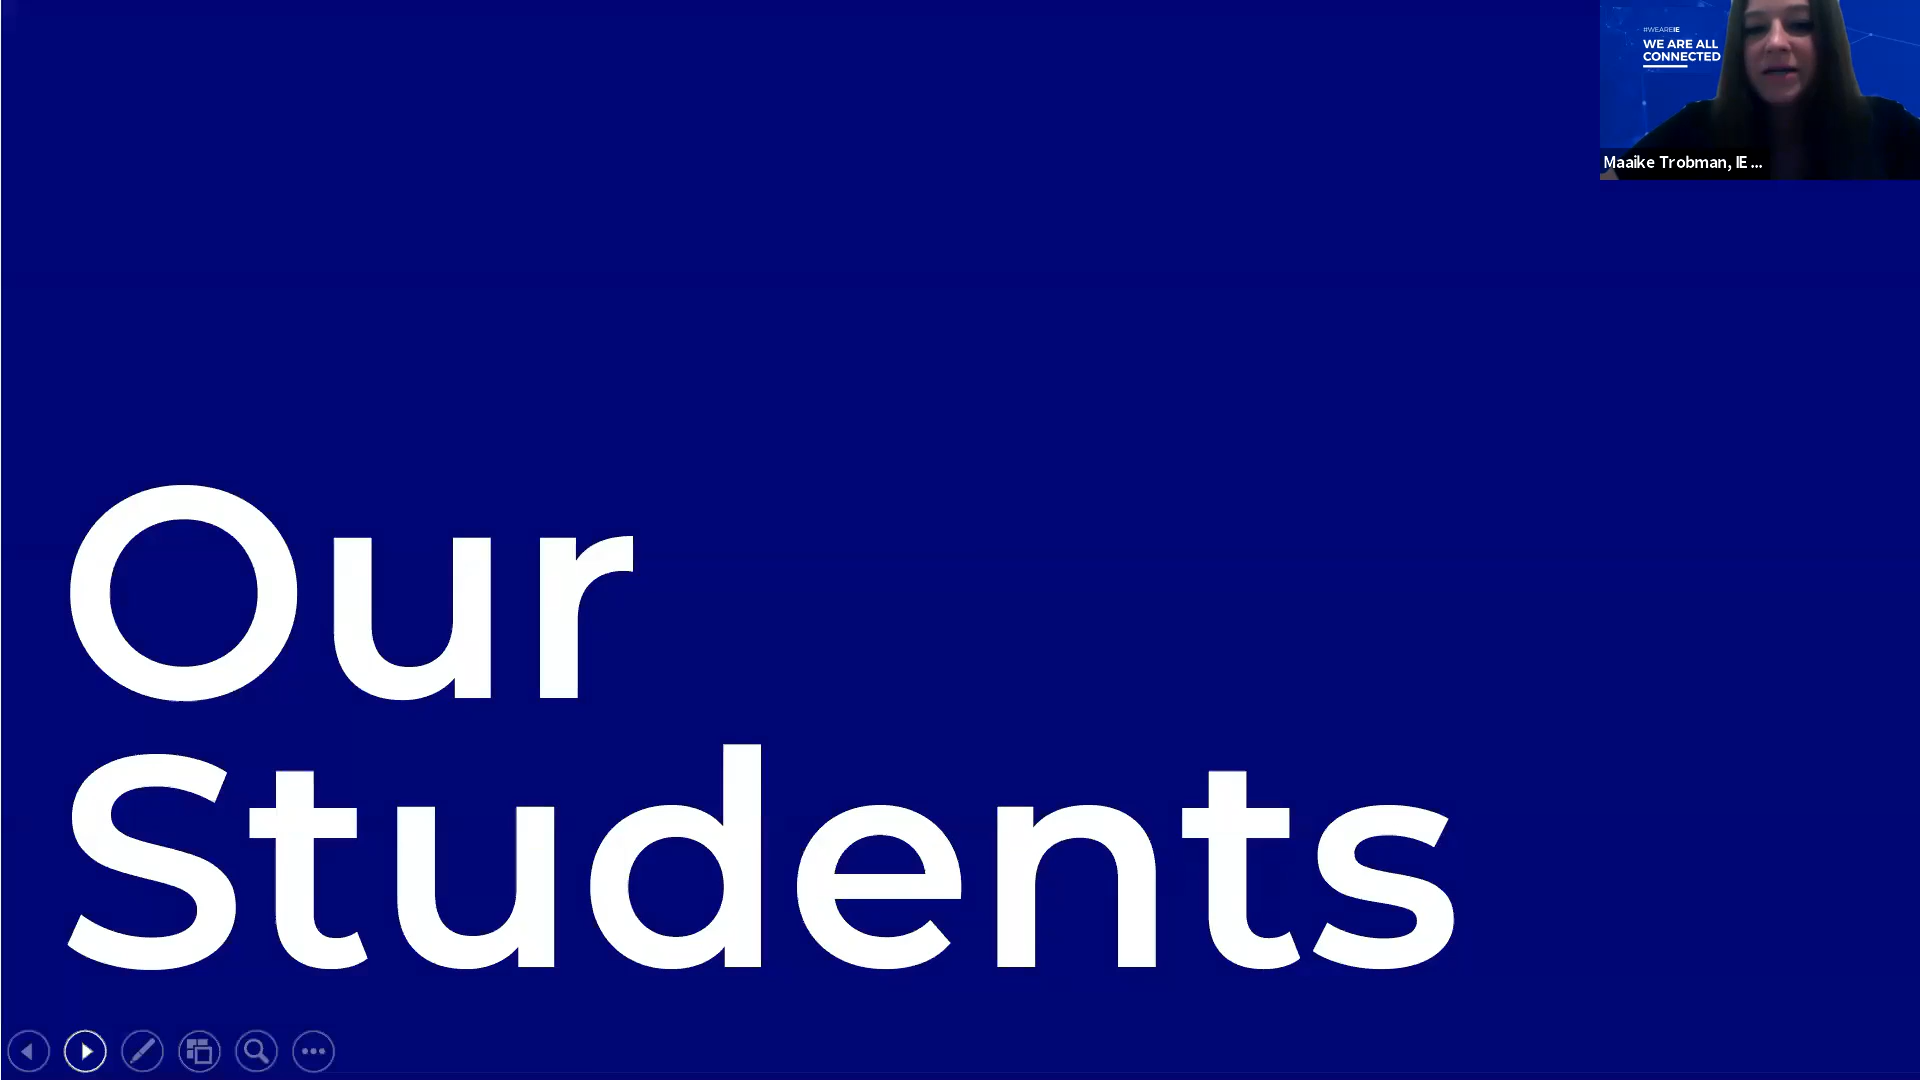 #WEAREIE
WE ARE ALL
CONNECTED
Maaike Trobman, IE ...
Our
Students